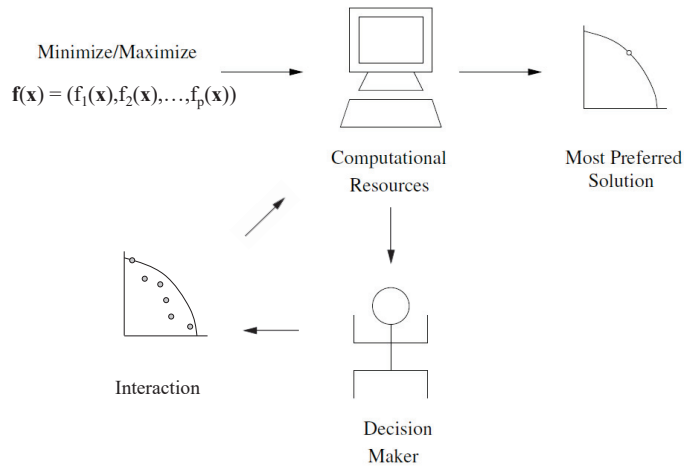 Minimize/Maximize
f(x) = (f₁(x),f₂(x),…,fₚ(x))
Computational
Resources
Most Preferred
Solution
Interaction
Decision
Maker